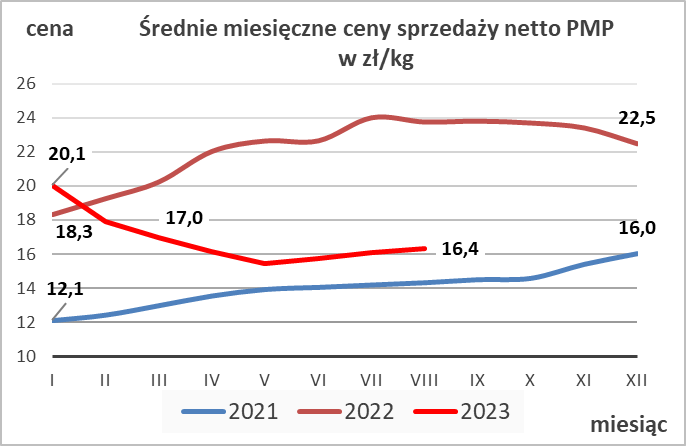 cena
Średnie miesięczne ceny sprzedaży netto PMP
w zł/kg
26
24
22
20
18
16
14
12
10
20,1
18,3
12,1
17,0
16,4
22,5
16,0
I II III IV V VI VII VIII IX X XI XII
2021 2022 2023
miesiąc